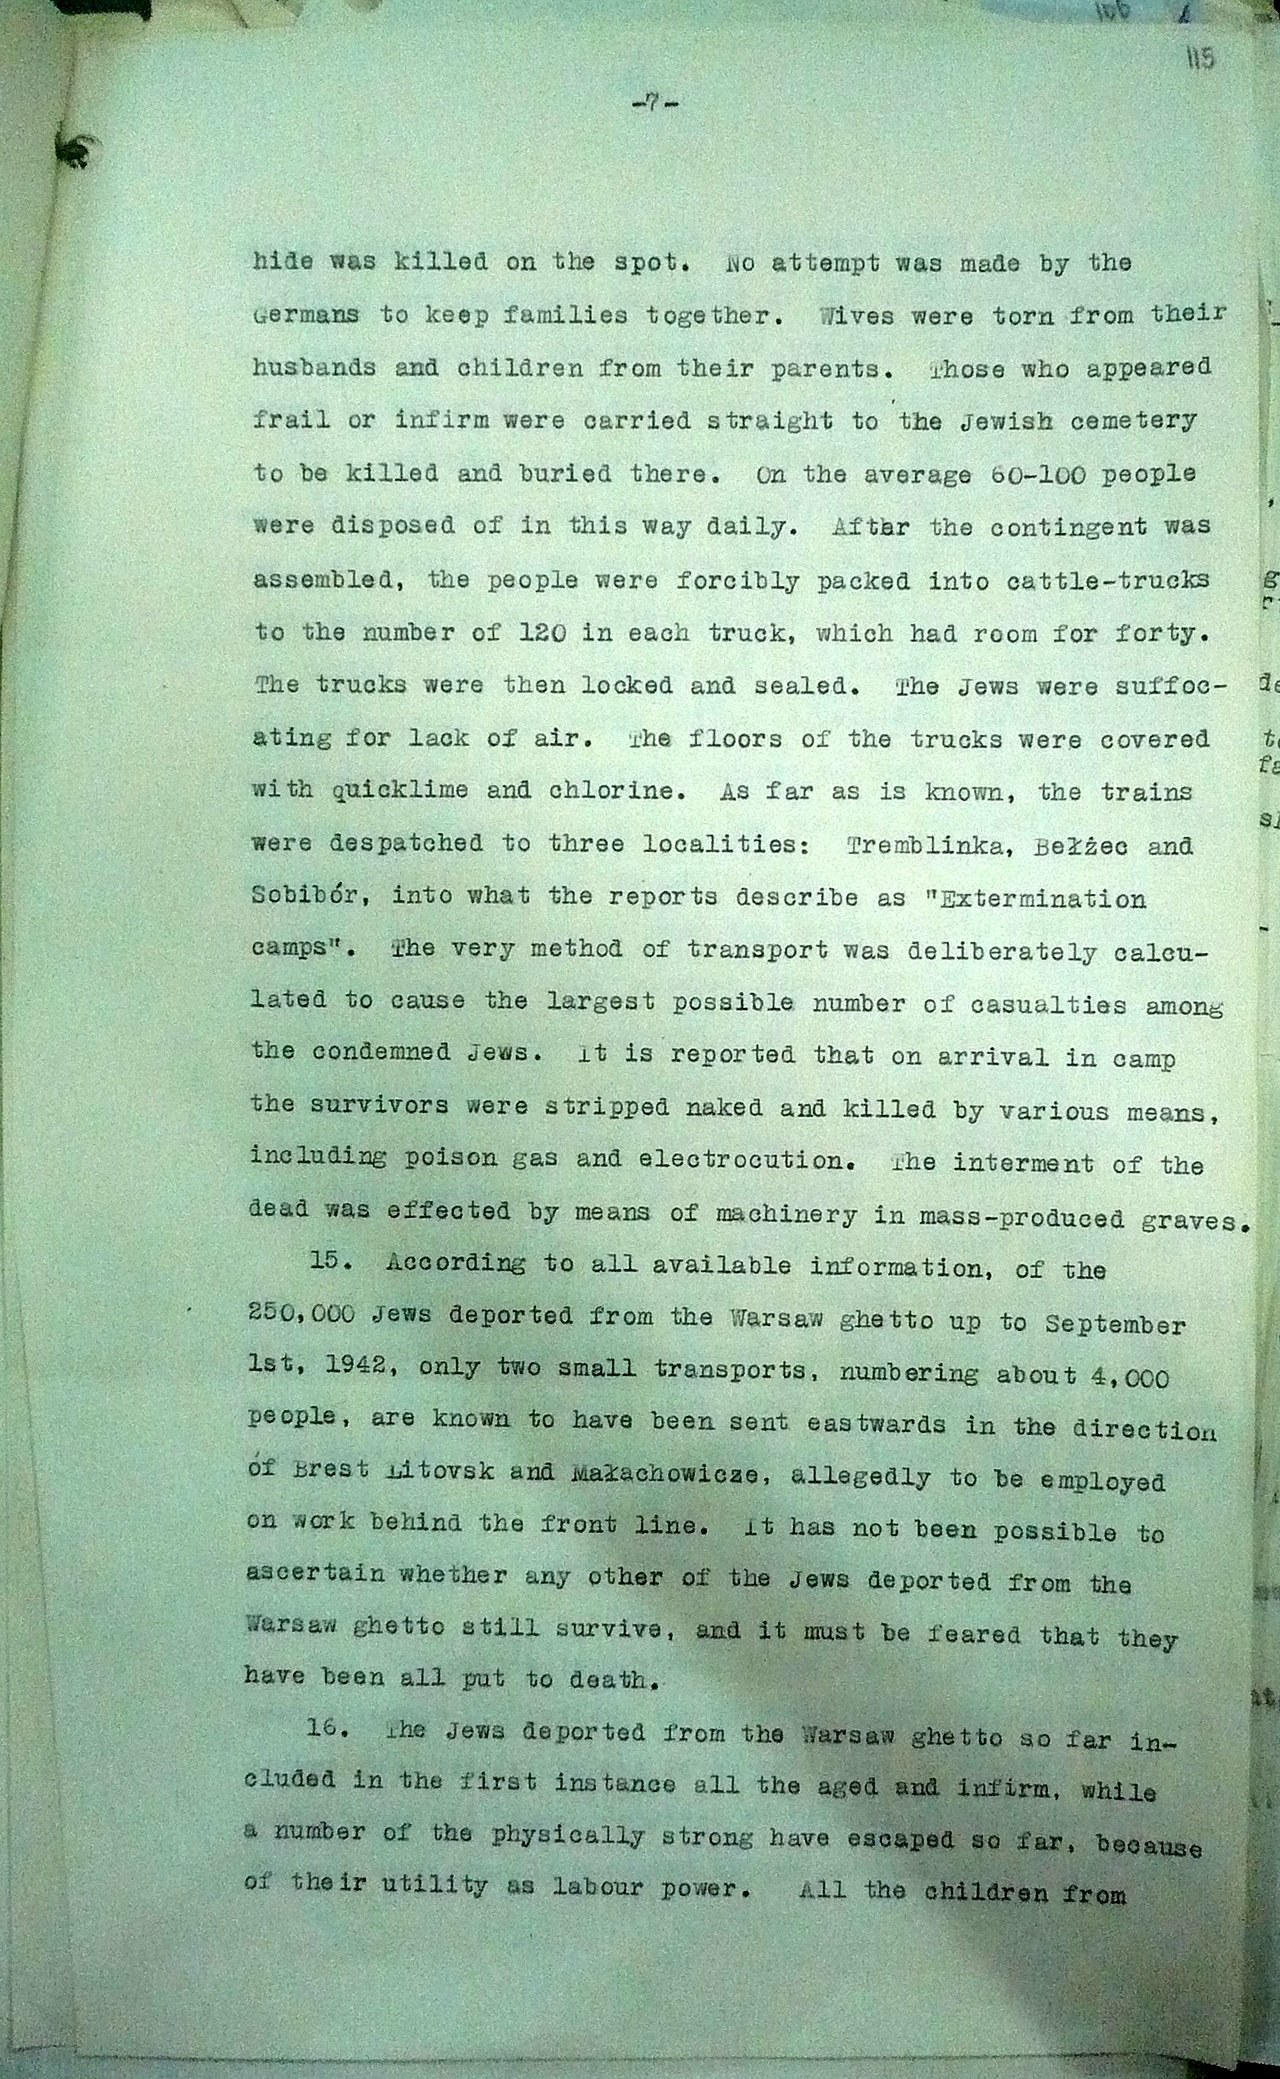 106
115
-7-
hide was killed on the spot. No attempt was made by the
Germans to keep families together. Wives were torn from their
husbands and children from their parents. Those who appeared
frail or infirm were carried straight to the Jewish cemetery
to be killed and buried there. On the average 60-100 people
were disposed of in this way daily. After the contingent was
assembled, the people were forcibly packed into cattle-trucks
to the number of 120 in each truck, which had room for forty.
The trucks were then locked and sealed. The Jews were suffoc-
ating for lack of air. The floors of the trucks were covered
with quicklime and chlorine. As far as is known, the trains
were despatched to three localities: Tremblinka, Bełżec and
Sobibór, into what the reports describe as "Extermination
camps". The very method of transport was deliberately calcu-
lated to cause the largest possible number of casualties among
the condemned Jews. It is reported that on arrival in camp
the survivors were stripped naked and killed by various means,
including poison gas and electrocution. The interment of the
dead was effected by means of machinery in mass-produced graves.
15. According to all available information, of the
250,000 Jews deported from the Warsaw ghetto up to September
1st, 1942, only two small transports, numbering about 4,000
people, are known to have been sent eastwards in the direction
of Brest Litovsk and Małachowicze, allegedly to be employed
on work behind the front line. It has not been possible to
ascertain whether any other of the Jews deported from the
Warsaw ghetto still survive, and it must be feared that they
have been all put to death.
16. The Jews deported from the Warsaw ghetto so far in-
cluded in the first instance all the aged and infirm, while
a number of the physically strong have escaped so far, because
of their utility as labour power. All the children from